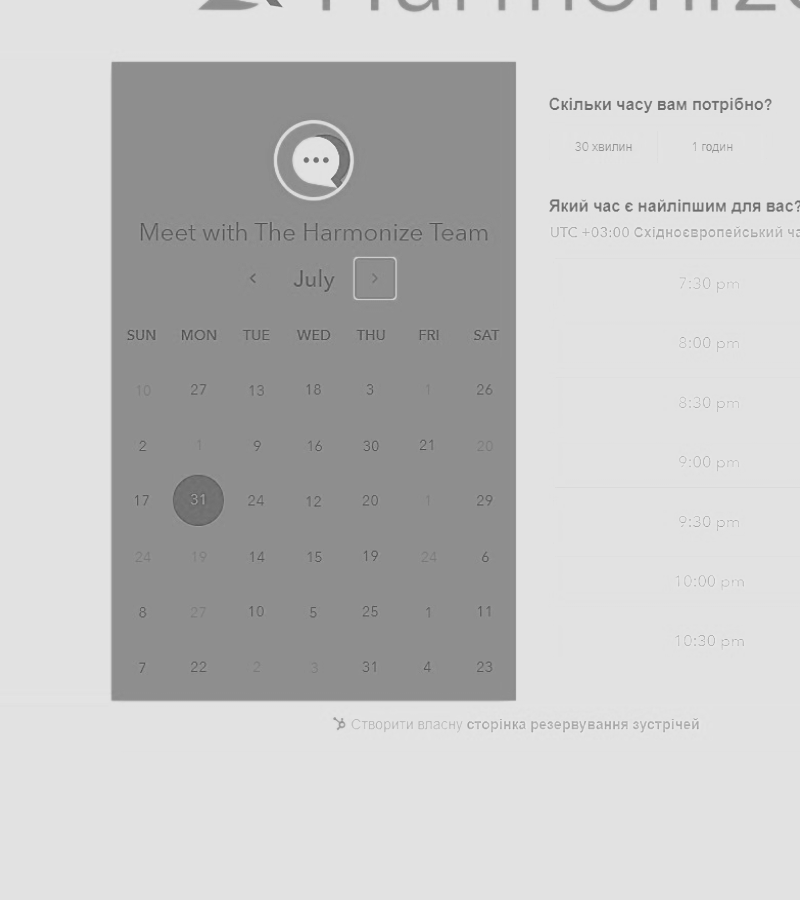 Harmonize
Meet with The Harmonize Team
July
SUN MON TUE WED THU FRI SAT
10 27 13 18 3 1 26
2 1 9 16 30 21 20
17 31 24 12 20 1 29
24 19 14 15 19 24 6
8 27 10 5 25 1 11
7 22 2 3 31 4 23
Скільки часу вам потрібно?
30 хвилин 1 годин
Який час є найліпшим для вас?
UTC +03:00 Східноєвропейський ча
7:30 pm
8:00 pm
8:30 pm
9:00 pm
9:30 pm
10:00 pm
10:30 pm
Створити власну сторінка резервування зустрічей